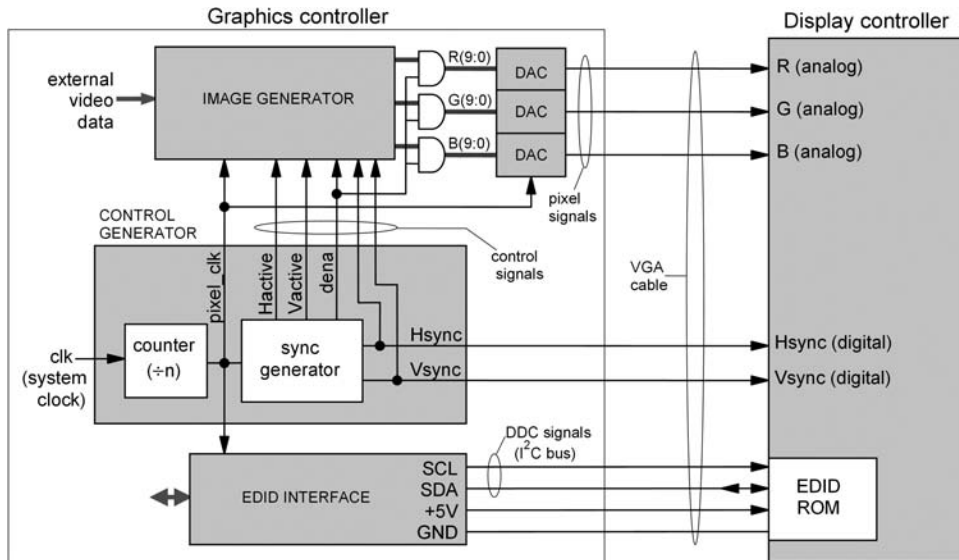 Graphics controller
Display controller
external
video
data
IMAGE GENERATOR
R(9:0)
G(9:0)
B(9:0)
DAC
DAC
DAC
R (analog)
G (analog)
B (analog)
pixel
signals
CONTROL
GENERATOR
control
signals
VGA
cable
pixel_clk
Hactive
Vactive
dena
clk
(system
clock)
counter
(÷n)
sync
generator
Hsync
Vsync
Hsync (digital)
Vsync (digital)
DDC signals
(I²C bus)
EDID INTERFACE
SCL
SDA
+5V
GND
EDID
ROM